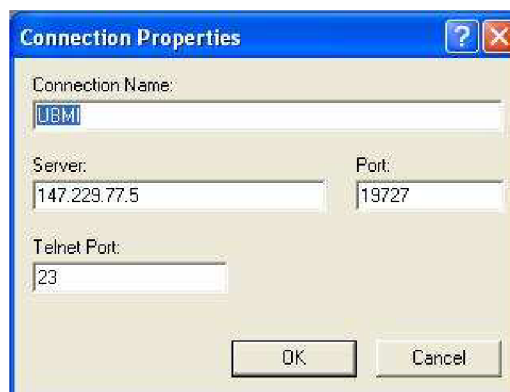 Connection Properties
Connection Name:
UBMI
Server: Port:
147.229.77.5 19727
Telnet Port:
23
OK Cancel